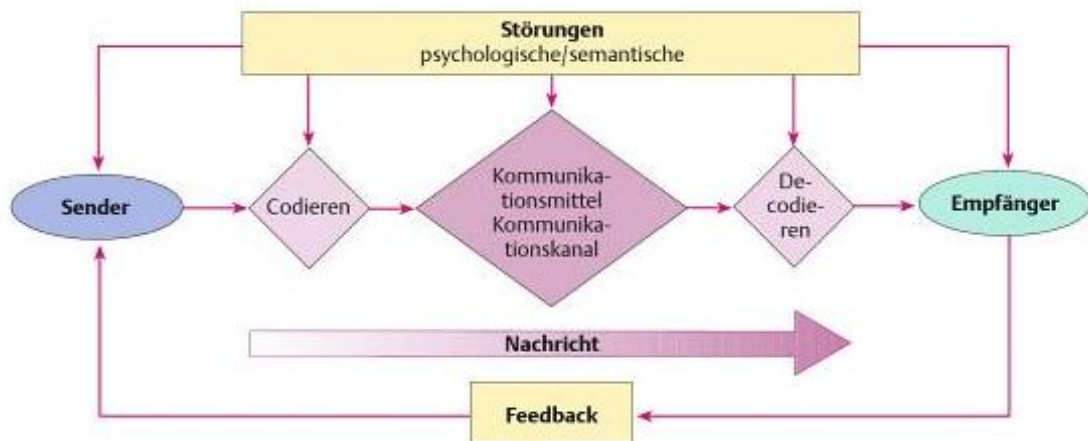 Störungen
psychologische/semantische
Sender
Codieren
Kommunika-
tionsmittel
Kommunika-
tionskanal
De-
codie-
ren
Empfänger
Nachricht
Feedback